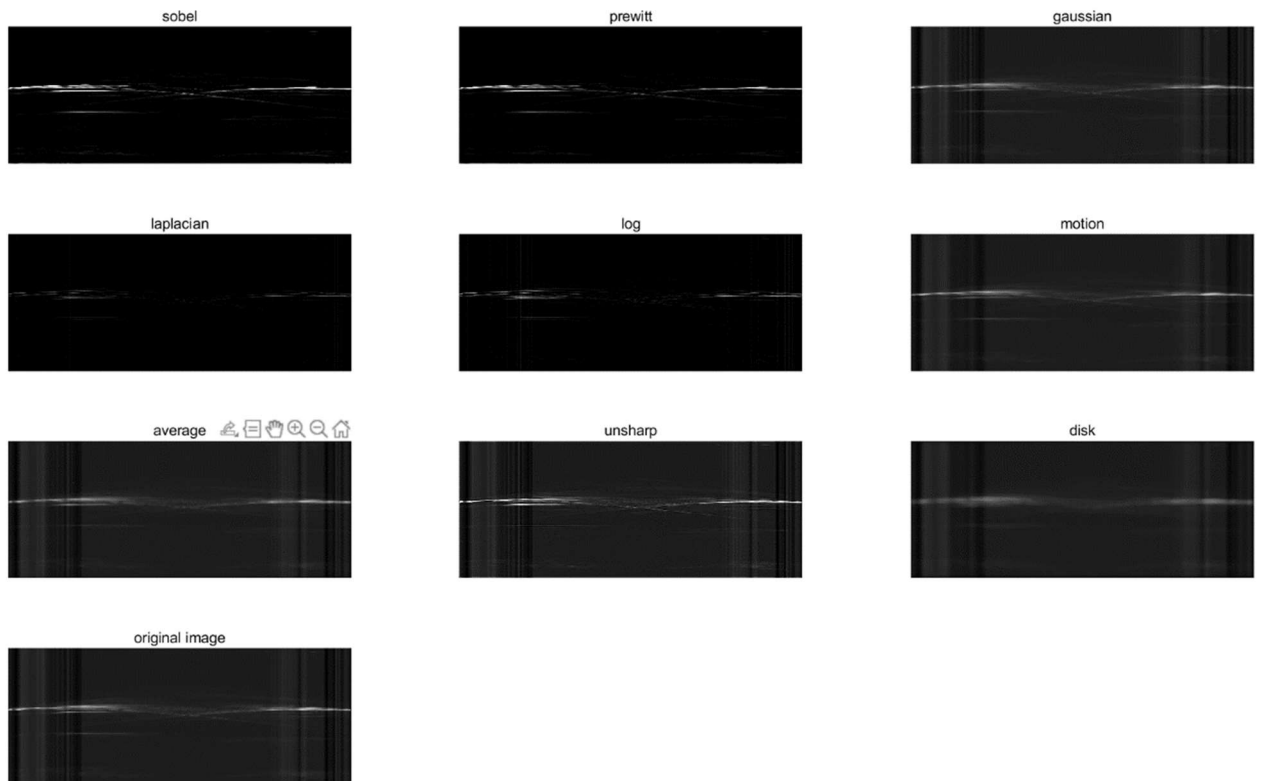 sobel
prewitt
gaussian
laplacian
log
motion
average
unsharp
disk
original image